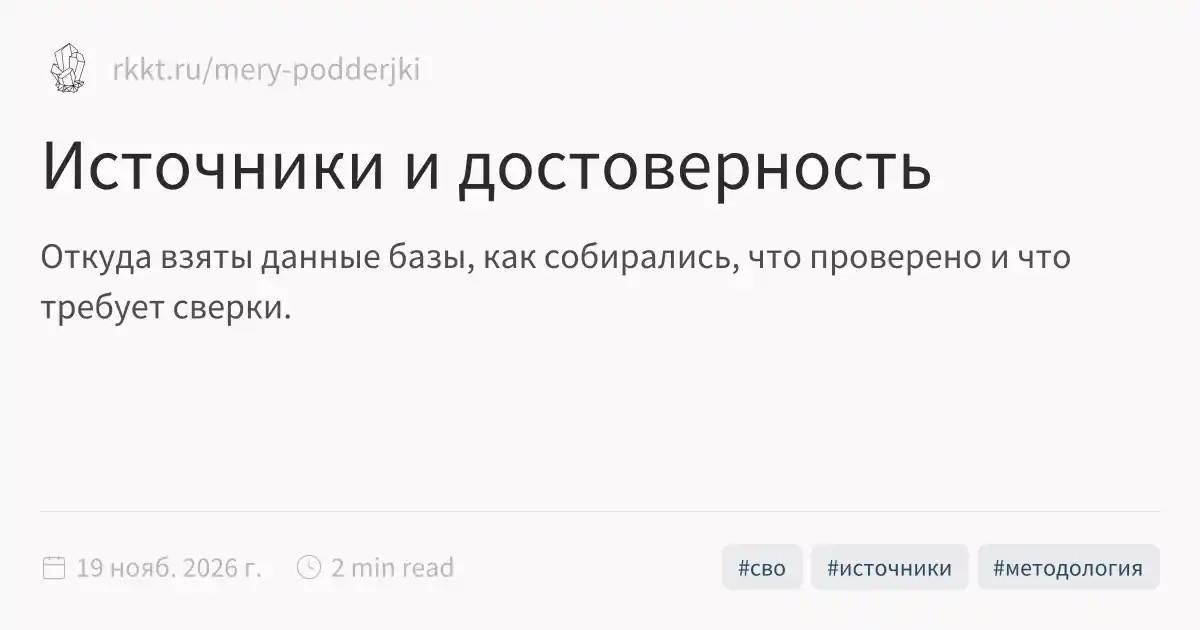 rkkt.ru/mery-podderjki
Источники и достоверность
Откуда взяты данные базы, как собирались, что проверено и что
требует сверки.
19 нояб. 2026 г.
2 min read
#сво
#источники
#методология